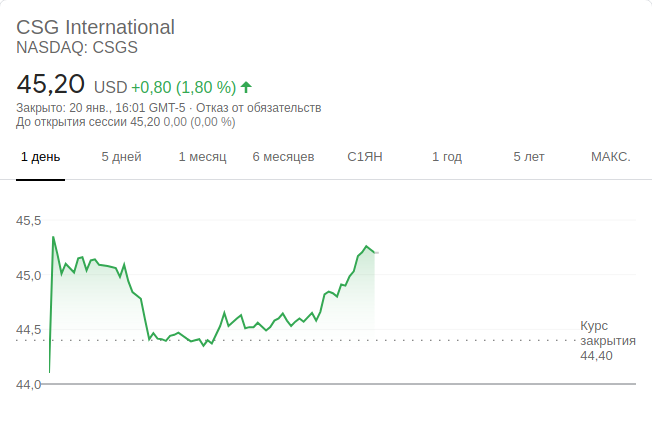 CSG International
NASDAQ: CSGS
45,20 USD +0,80 (1,80 %)
Закрыто: 20 янв., 16:01 GMT-5 · Отказ от обязательств
До открытия сессии 45,20 0,00 (0,00 %)
1 день 5 дней 1 месяц 6 месяцев С1ЯН 1 год 5 лет МАКС.
45,5
45,0
44,5
Курс
закрытия
44,40
44,0